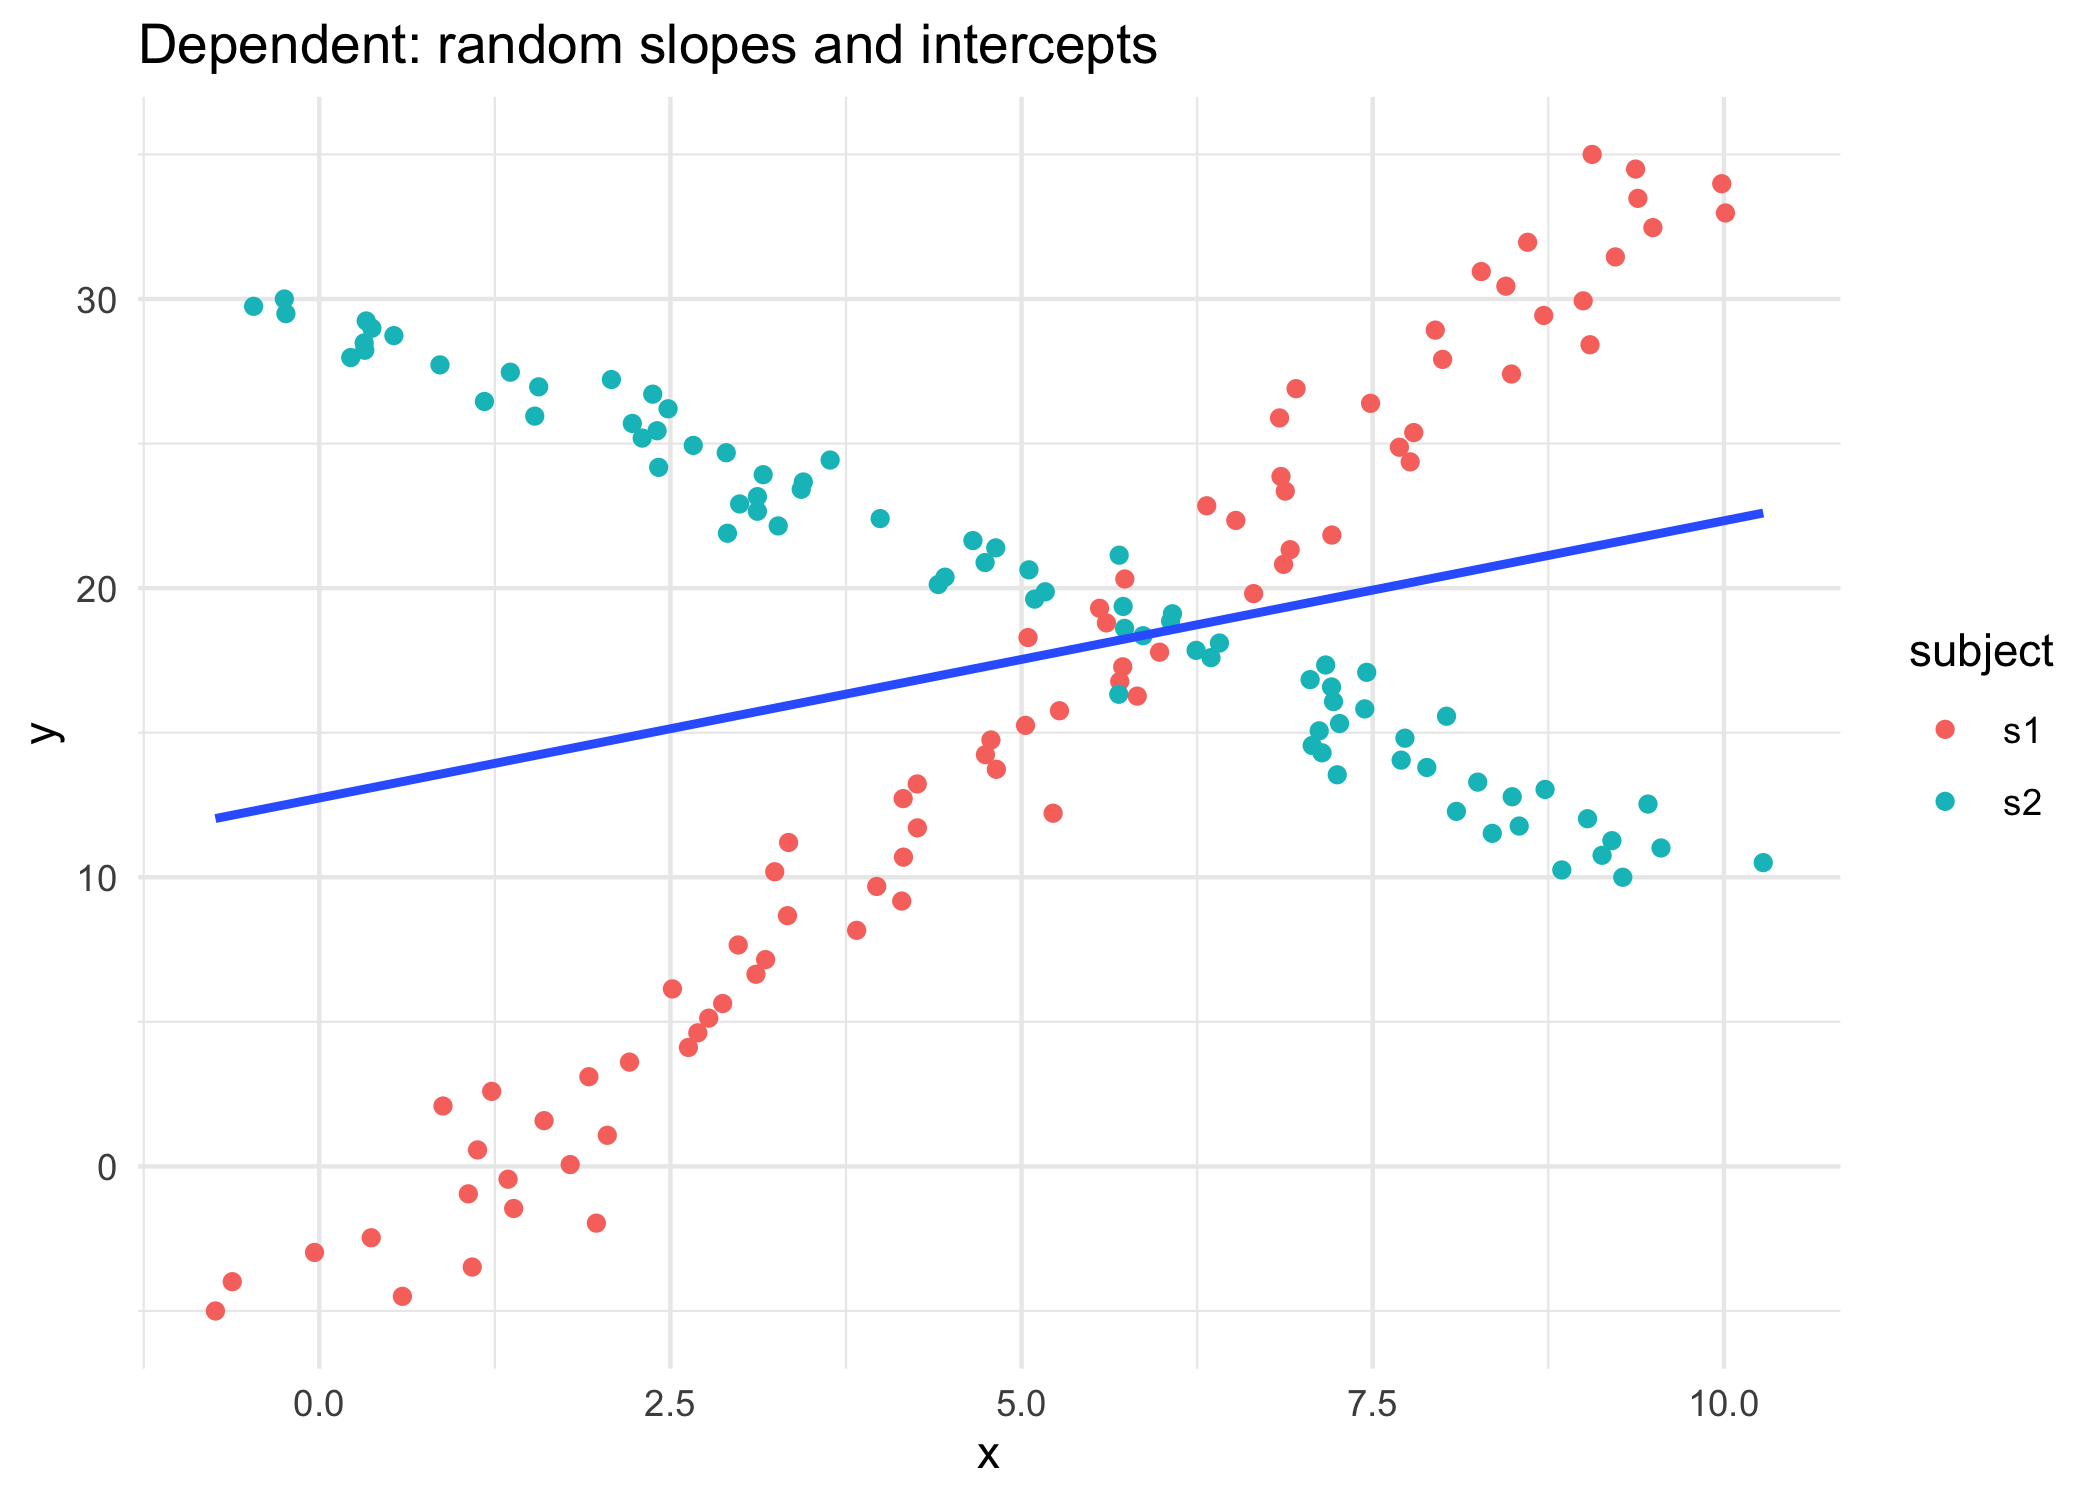 Dependent: random slopes and intercepts
30
20
10
0
y
0.0 2.5 5.0 7.5 10.0
x
subject
s1
s2